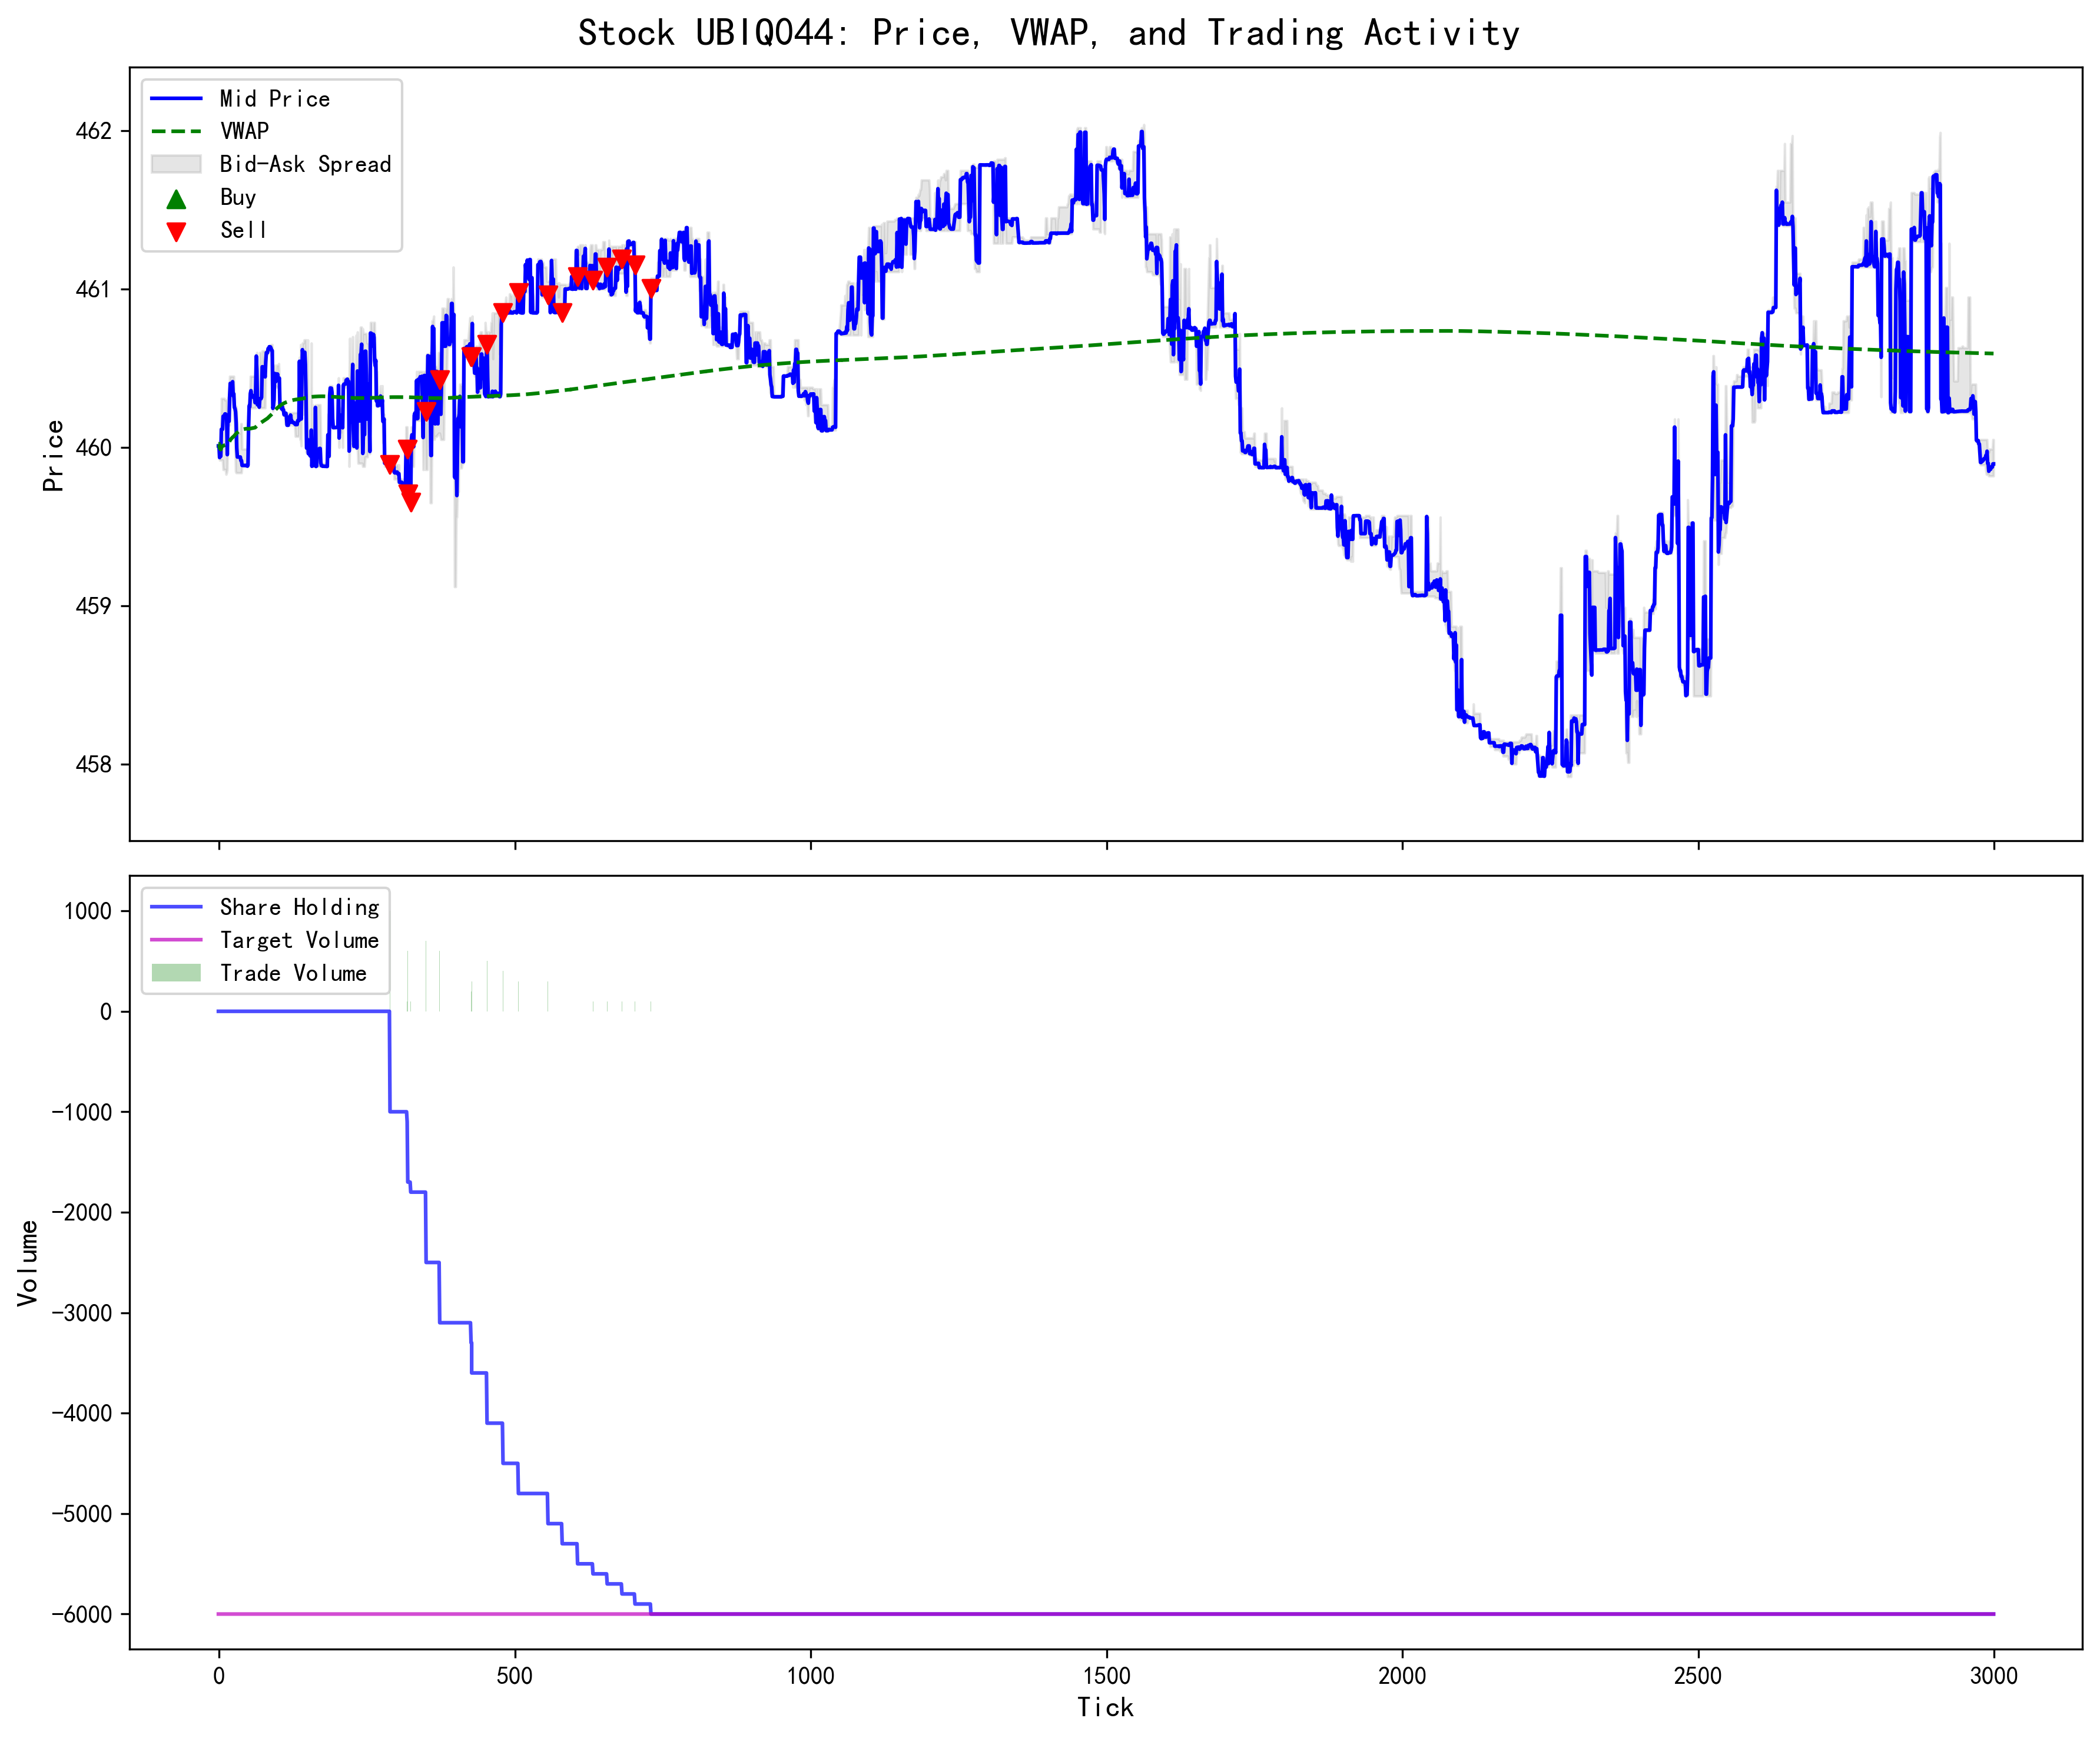 Stock UBIQ044: Price, VWAP, and Trading Activity
Mid Price
VWAP
Bid-Ask Spread
Buy
Sell
462
461
460
459
458
Price
Share Holding
Target Volume
Trade Volume
1000
0
−1000
−2000
−3000
−4000
−5000
−6000
Volume
0 500 1000 1500 2000 2500 3000
Tick